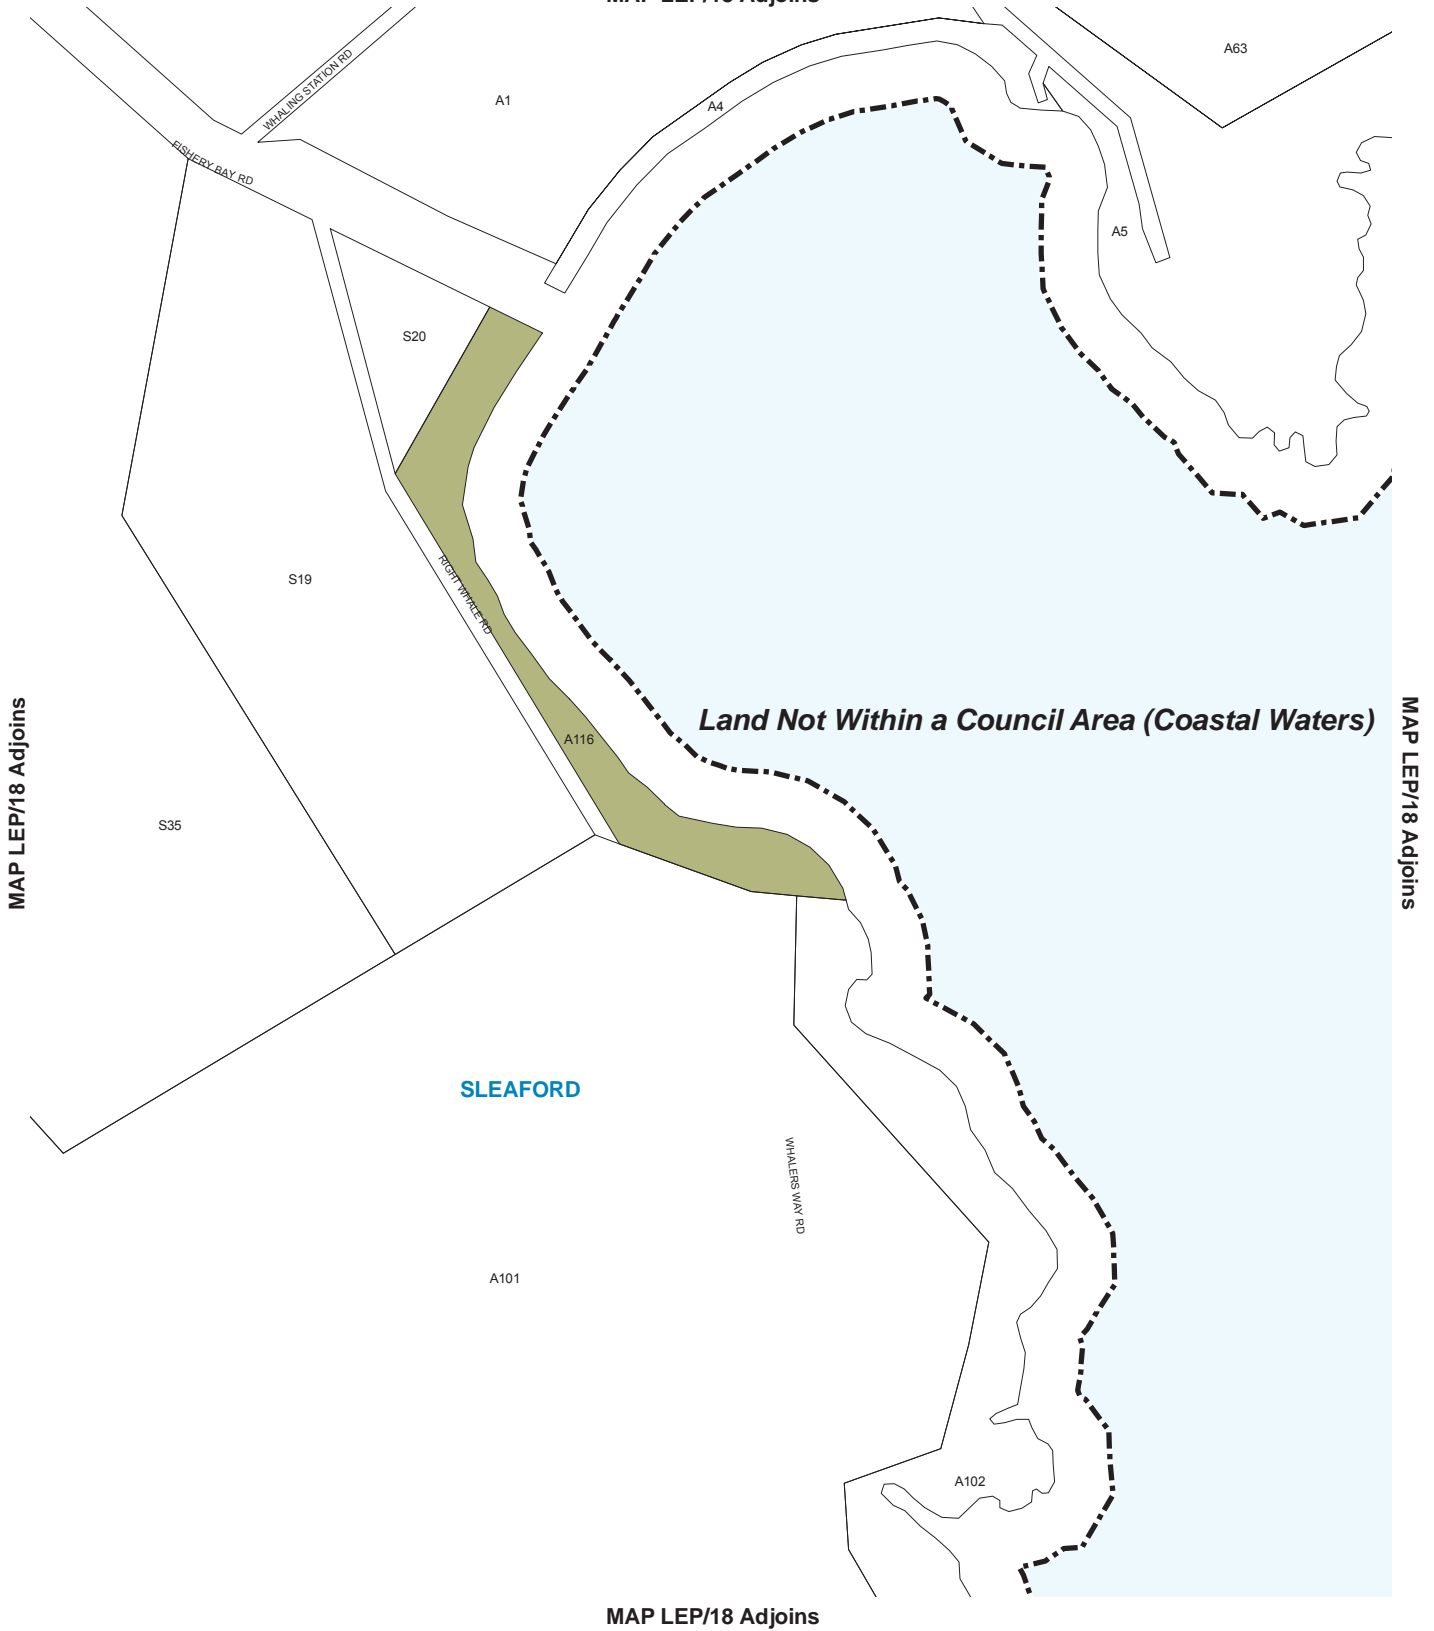 MAP LEP/18 Adjoins
A63
WHALING STATION RD
A1
A4
FISHERY BAY RD
A5
S20
S19
RIGHT WHALE RD
Land Not Within a Council Area (Coastal Waters)
A116
MAP LEP/18 Adjoins
MAP LEP/18 Adjoins
S35
SLEAFORD
WHALERS WAY RD
A101
A102
MAP LEP/18 Adjoins